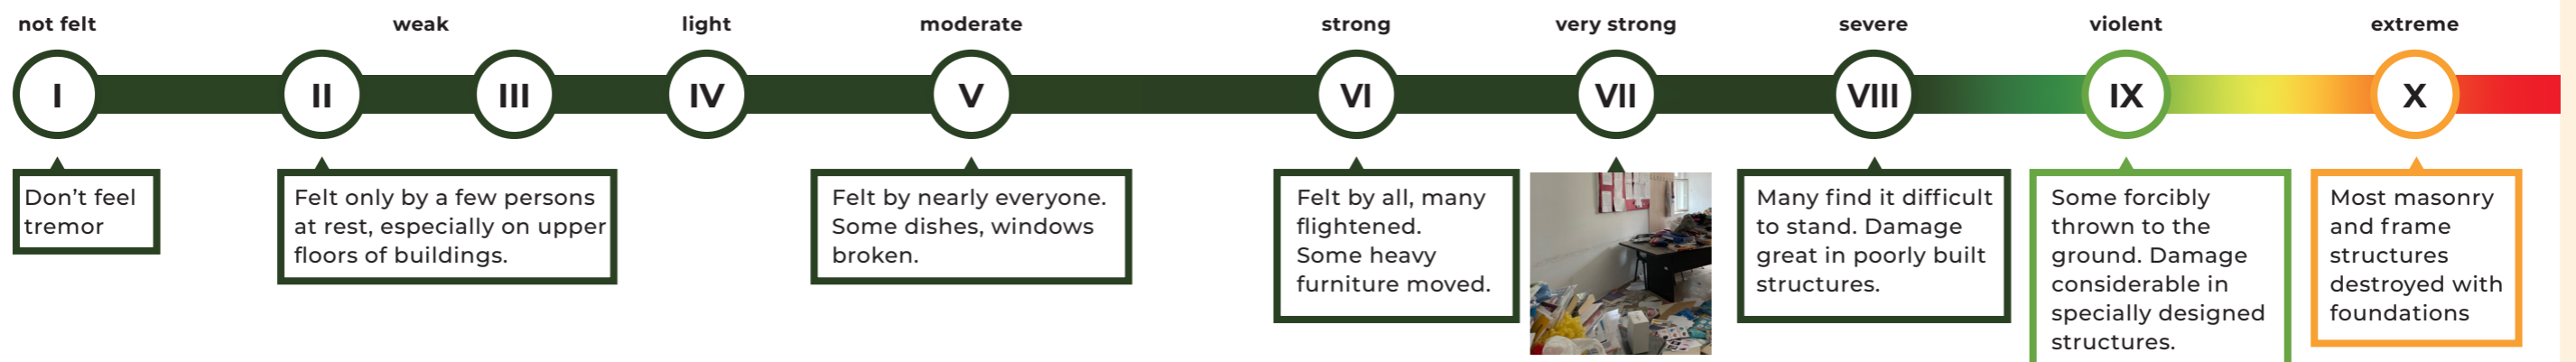 not felt
weak
light
moderate
strong
very strong
severe
violent
extreme
I
II
III
IV
V
VI
VII
VIII
IX
X
Don’t feel
tremor
Felt only by a few persons
at rest, especially on upper
floors of buildings.
Felt by nearly everyone.
Some dishes, windows
broken.
Felt by all, many
flightened.
Some heavy
furniture moved.
Many find it difficult
to stand. Damage
great in poorly built
structures.
Some forcibly
thrown to the
ground. Damage
considerable in
specially designed
structures.
Most masonry
and frame
structures
destroyed with
foundations